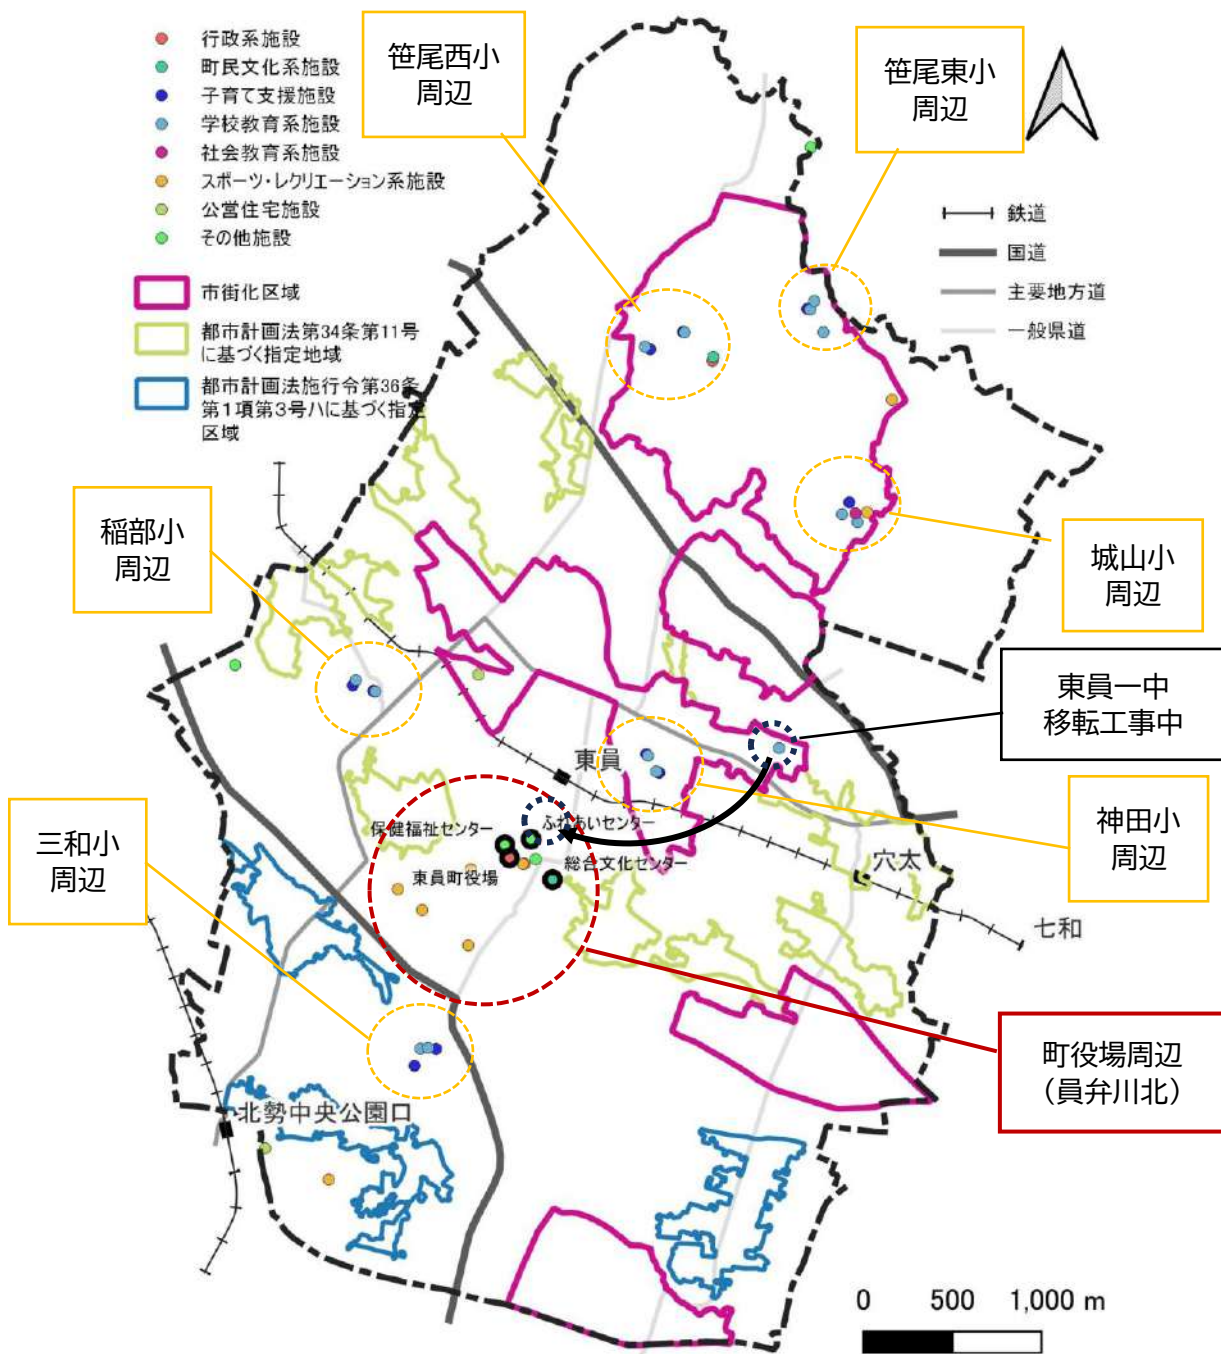 行政系施設
町民文化系施設
子育て支援施設
学校教育系施設
社会教育系施設
スポーツ・レクリエーション系施設
公営住宅施設
その他施設
市街化区域
都市計画法第34条第11号
に基づく指定地域
都市計画法施行令第36条
第1項第3号ハに基づく指定
区域
笹尾西小
周辺
笹尾東小
周辺
鉄道
国道
主要地方道
一般県道
稲部小
周辺
城山小
周辺
東員一中
移転工事中
東員
神田小
周辺
三和小
周辺
保健福祉センター
ふれあいセンター
東員町役場
総合文化センター
穴太
七和
町役場周辺
（員弁川北）
北勢中央公園口
0 500 1,000 m